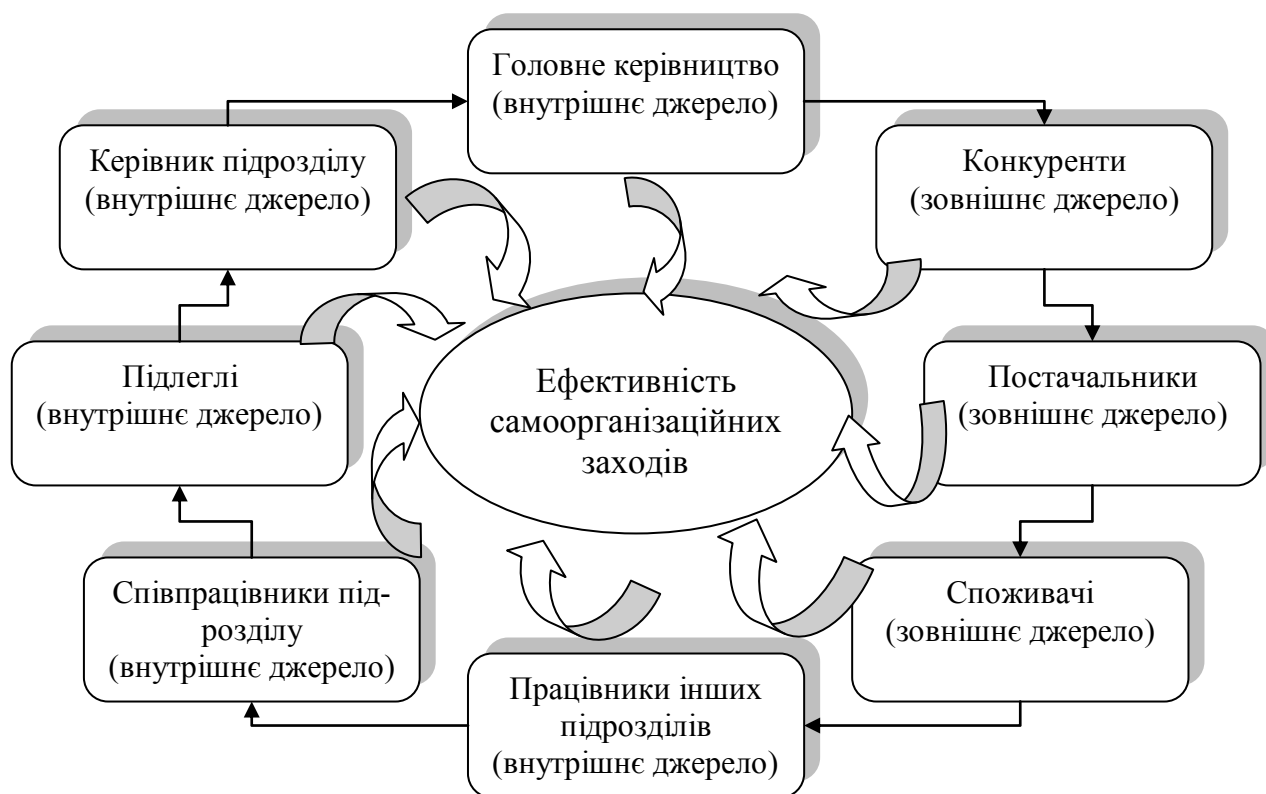 Головне керівництво
(внутрішнє джерело)
Керівник підрозділу
(внутрішнє джерело)
Конкуренти
(зовнішнє джерело)
Підлеглі
(внутрішнє джерело)
Ефективність
самоорганізаційних
заходів
Постачальники
(зовнішнє джерело)
Співпрацівники під-
розділу
(внутрішнє джерело)
Споживачі
(зовнішнє джерело)
Працівники інших
підрозділів
(внутрішнє джерело)